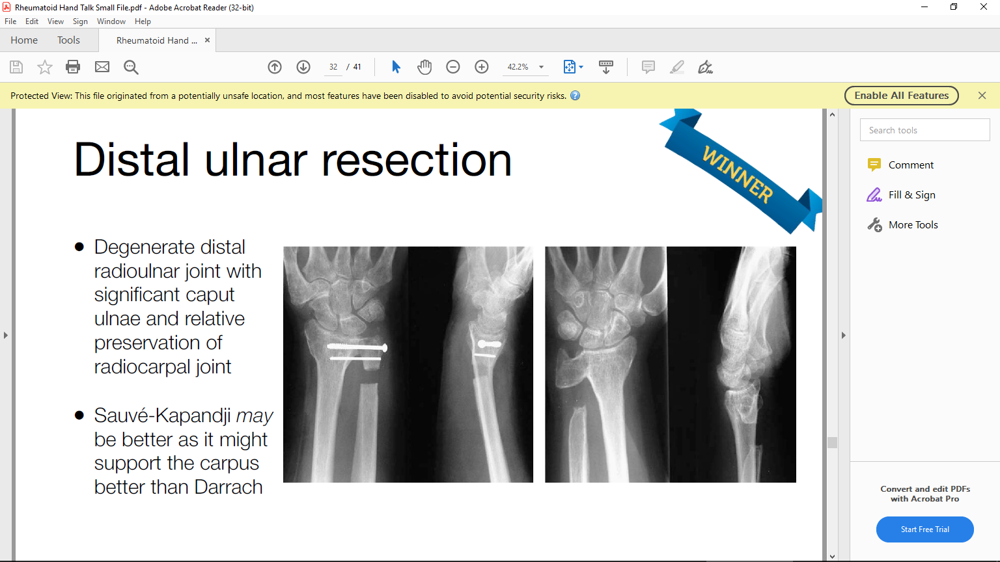 Rheumatoid Hand Talk Small File.pdf - Adobe Acrobat Reader (32-bit)
File Edit View Sign Window Help
Home Tools Rheumatoid Hand ...
32 / 41 42.2%
Protected View: This file originated from a potentially unsafe location, and most features have been disabled to avoid potential security risks.
Enable All Features
Distal ulnar resection
WINNER
• Degenerate distal
radioulnar joint with
significant caput
ulnae and relative
preservation of
radiocarpal joint
• Sauvé-Kapandji may
be better as it might
support the carpus
better than Darrach
Search tools
Comment
Fill & Sign
More Tools
Convert and edit PDFs
with Acrobat Pro
Start Free Trial